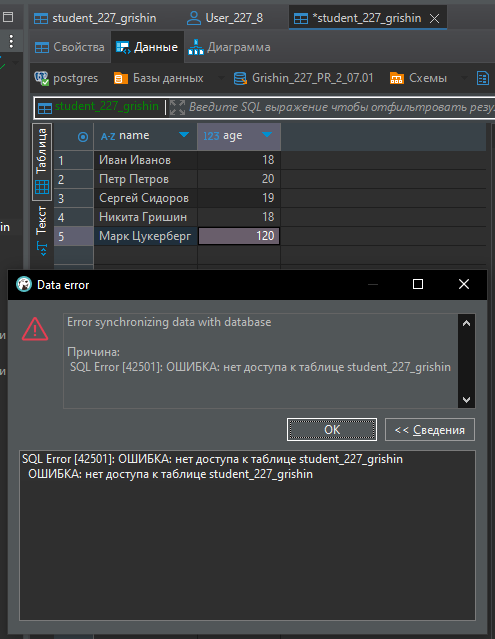 student_227_grishin
User_227_8
*student_227_grishin
Свойства
Данные
Диаграмма
postgres
Базы данных
Grishin_227_PR_2_07.01
Схемы
student_227_grishin
Введите SQL выражение чтобы отфильтровать резу
Таблица
Текст
A-Z name
123 age
1 Иван Иванов 18
2 Петр Петров 20
3 Сергей Сидоров 19
4 Никита Гришин 18
5 Марк Цукерберг 120
in
и
и
Data error
Error synchronizing data with database
Причина:
SQL Error [42501]: ОШИБКА: нет доступа к таблице student_227_grishin
ОК
<< Сведения
SQL Error [42501]: ОШИБКА: нет доступа к таблице student_227_grishin
ОШИБКА: нет доступа к таблице student_227_grishin